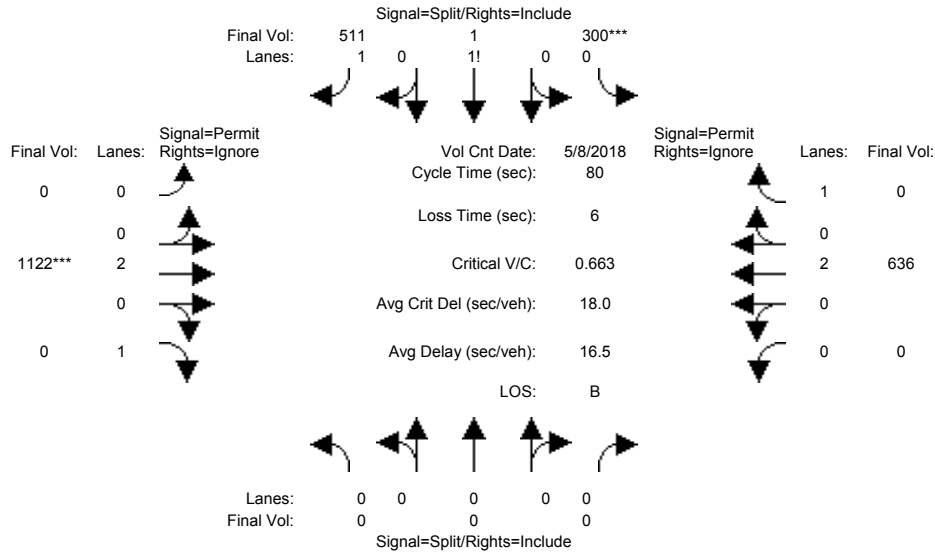 Signal=Split/Rights=Include
Final Vol: 511 1 300***
Lanes: 1 0 1! 0 0
Signal=Permit Signal=Permit
Final Vol: Lanes: Rights=Ignore Vol Cnt Date: 5/8/2018 Rights=Ignore Lanes: Final Vol:
Cycle Time (sec): 80
0 0 1 0
Loss Time (sec): 6
0 0
1122*** 2 Critical V/C: 0.663 2 636
0 Avg Crit Del (sec/veh): 18.0 0
0 1 Avg Delay (sec/veh): 16.5 0 0
LOS: B
Lanes: 0 0 0 0 0
Final Vol: 0 0 0
Signal=Split/Rights=Include